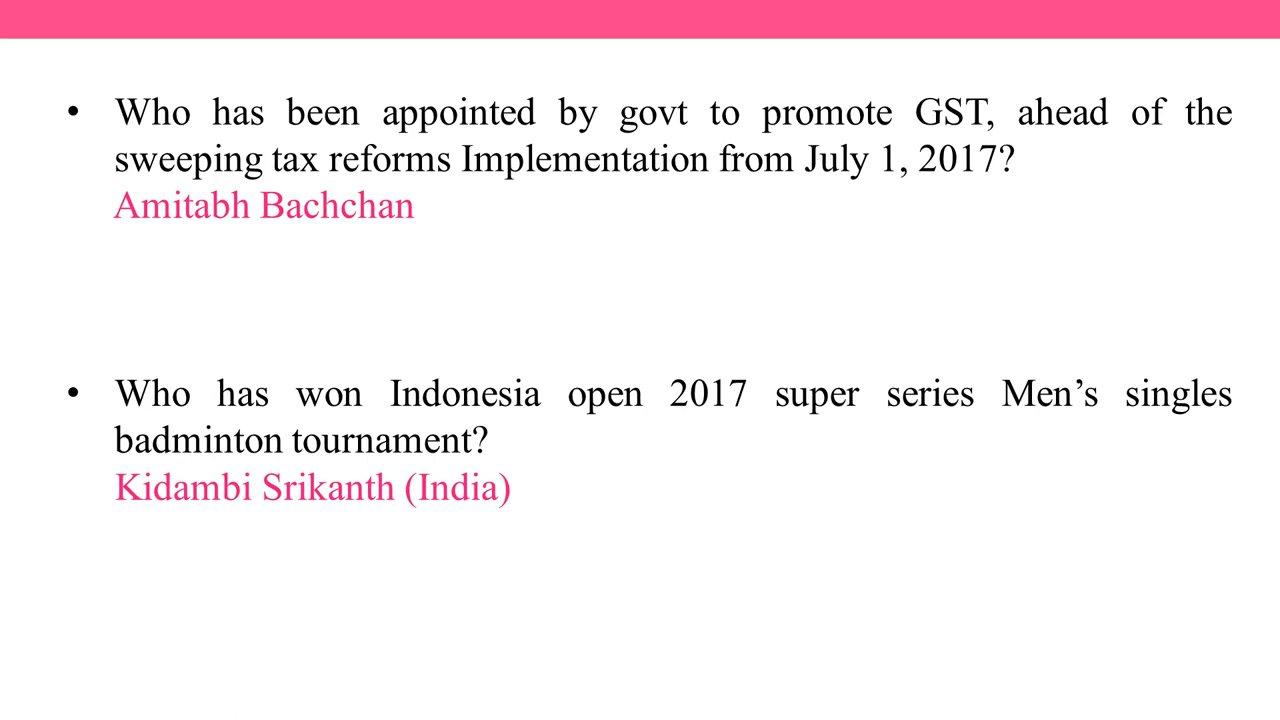 • Who has been appointed by govt to promote GST, ahead of the
sweeping tax reforms Implementation from July 1, 2017?
Amitabh Bachchan
• Who has won Indonesia open 2017 super series Men’s singles
badminton tournament?
Kidambi Srikanth (India)